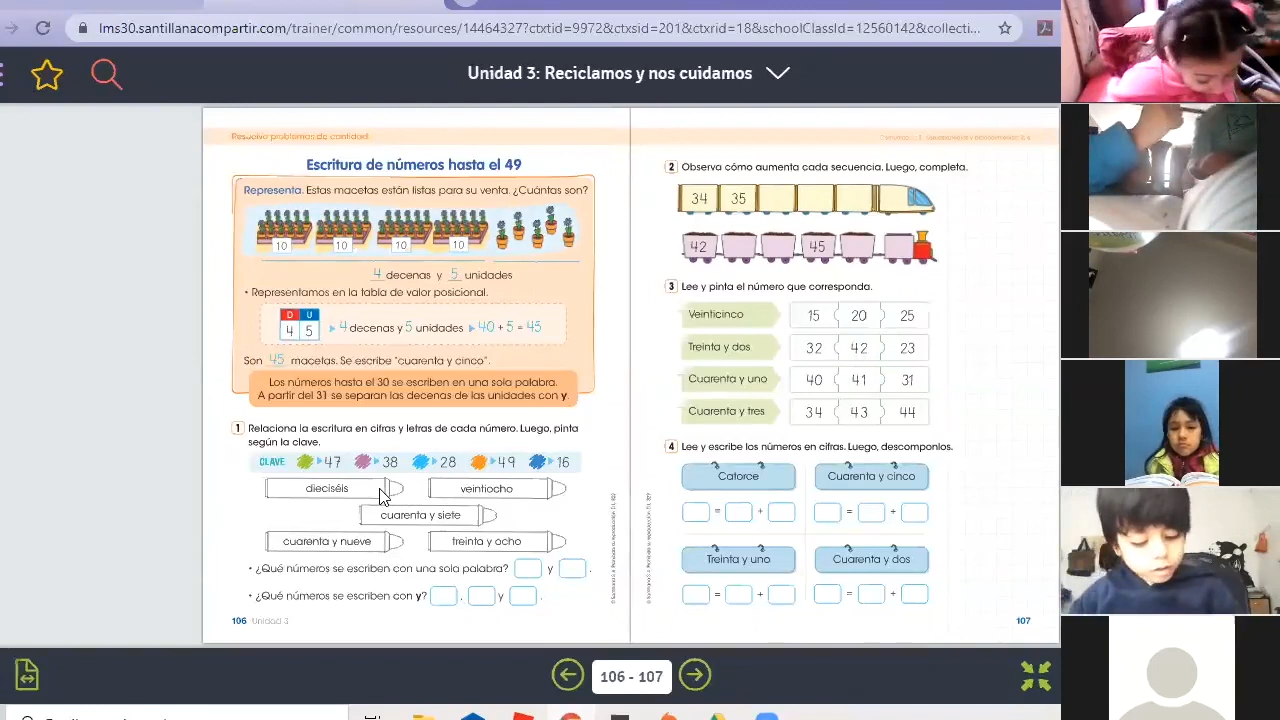 lms30.santillanacompartir.com/trainer/common/resources/14464327?ctxtid=9972&ctxsid=201&ctxrid=18&schoolClassId=12560142&collecti...
Unidad 3: Reciclamos y nos cuidamos
Resuelve problemas de cantidad
Escritura de números hasta el 49
Representa. Estas macetas están listas para su venta. ¿Cuántas son?
10 10 10 10
4 decenas y 5 unidades
• Representamos en la tabla de valor posicional.
D U
4 5
4 decenas y 5 unidades 40 + 5 = 45
Son 45 macetas. Se escribe "cuarenta y cinco".
Los números hasta el 30 se escriben en una sola palabra.
A partir del 31 se separan las decenas de las unidades con y.
1 Relaciona la escritura en cifras y letras de cada número. Luego, pinta
según la clave.
CLAVE 47 38 28 49 16
dieciséis veintiocho
cuarenta y siete
cuarenta y nueve treinta y ocho
• ¿Qué números se escriben con una sola palabra? y .
• ¿Qué números se escriben con y? , y .
106 Unidad 3
2 Observa cómo aumenta cada secuencia. Luego, completa.
34 35
42 45
3 Lee y pinta el número que corresponda.
Veinticinco 15 20 25
Treinta y dos 32 42 23
Cuarenta y uno 40 41 31
Cuarenta y tres 34 43 44
4 Lee y escribe los números en cifras. Luego, descomponlos.
Catorce Cuarenta y cinco
= + = +
Treinta y uno Cuarenta y dos
= + = +
107
106 - 107